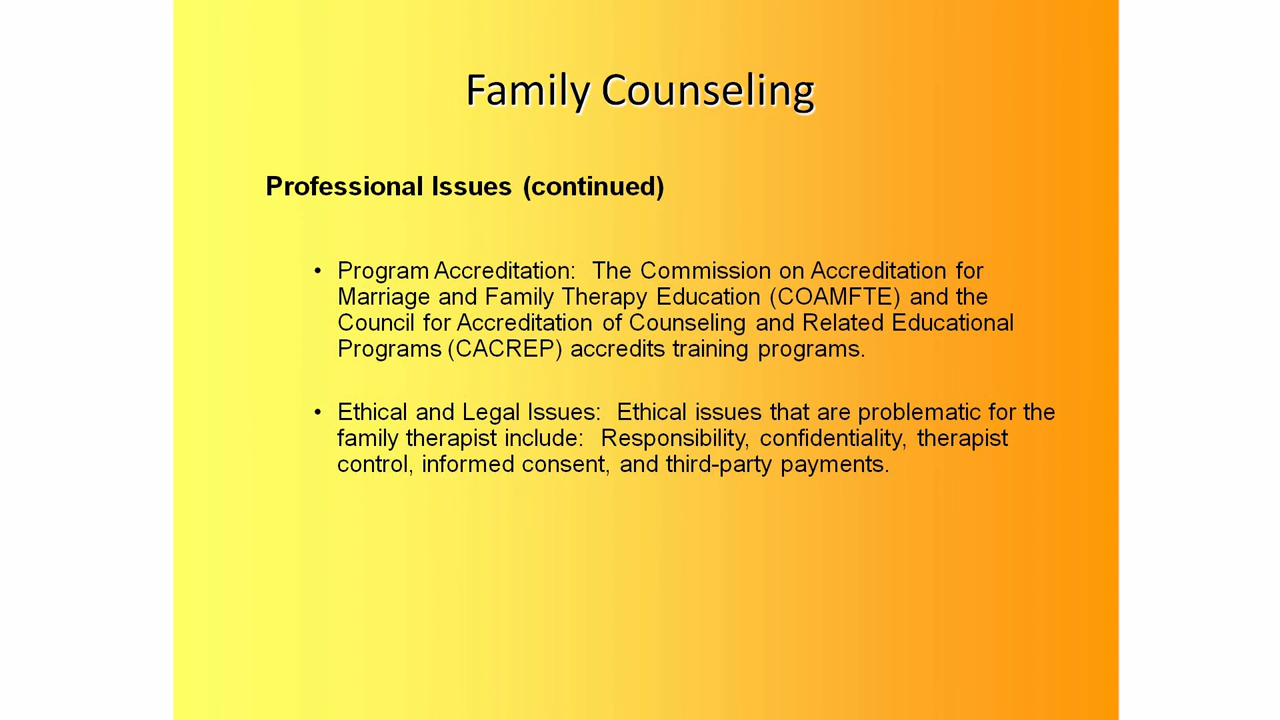 Family Counseling
Professional Issues (continued)
• Program Accreditation: The Commission on Accreditation for
Marriage and Family Therapy Education (COAMFTE) and the
Council for Accreditation of Counseling and Related Educational
Programs (CACREP) accredits training programs.
• Ethical and Legal Issues: Ethical issues that are problematic for the
family therapist include: Responsibility, confidentiality, therapist
control, informed consent, and third-party payments.